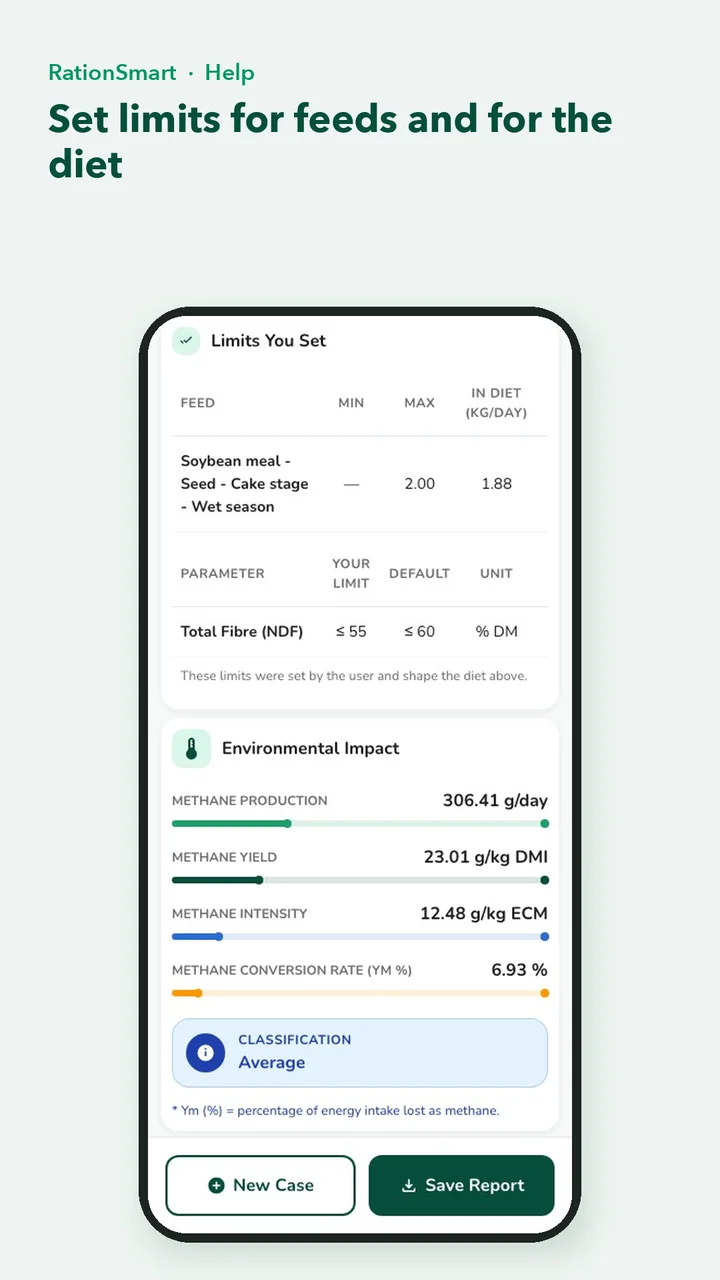 RationSmart · Help
Set limits for feeds and for the
diet
Limits You Set
FEED MIN MAX IN DIET (KG/DAY)
Soybean meal -
Seed - Cake stage — 2.00 1.88
- Wet season
PARAMETER YOUR LIMIT DEFAULT UNIT
Total Fibre (NDF) ≤ 55 ≤ 60 % DM
These limits were set by the user and shape the diet above.
Environmental Impact
METHANE PRODUCTION 306.41 g/day
METHANE YIELD 23.01 g/kg DMI
METHANE INTENSITY 12.48 g/kg ECM
METHANE CONVERSION RATE (YM %) 6.93 %
CLASSIFICATION
Average
* Ym (%) = percentage of energy intake lost as methane.
New Case Save Report